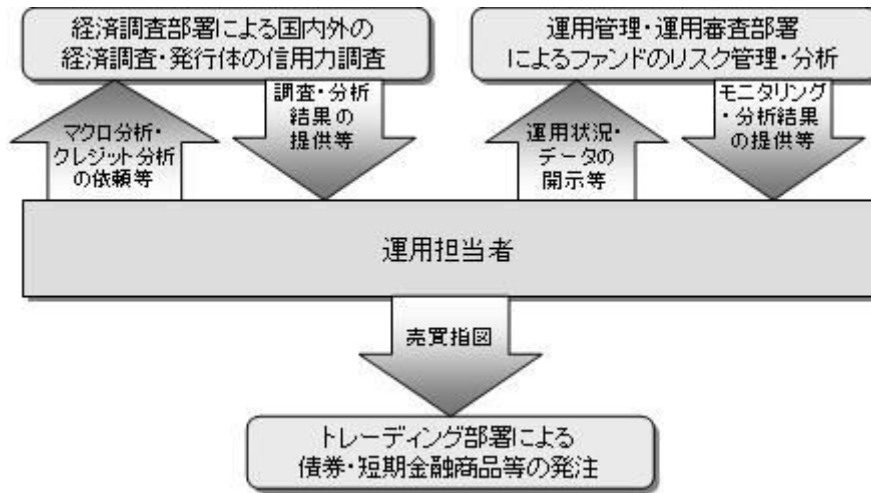 経済調査部署による国内外の
経済調査・発行体の信用力調査
運用管理・運用審査部署
によるファンドのリスク管理・分析
マクロ分析・
クレジット分析
の依頼等
調査・分析
結果の
提供等
運用状況・
データの
開示等
モニタリング
・分析結果
の提供等
運用担当者
売買指図
トレーディング部署による
債券・短期金融商品等の発注